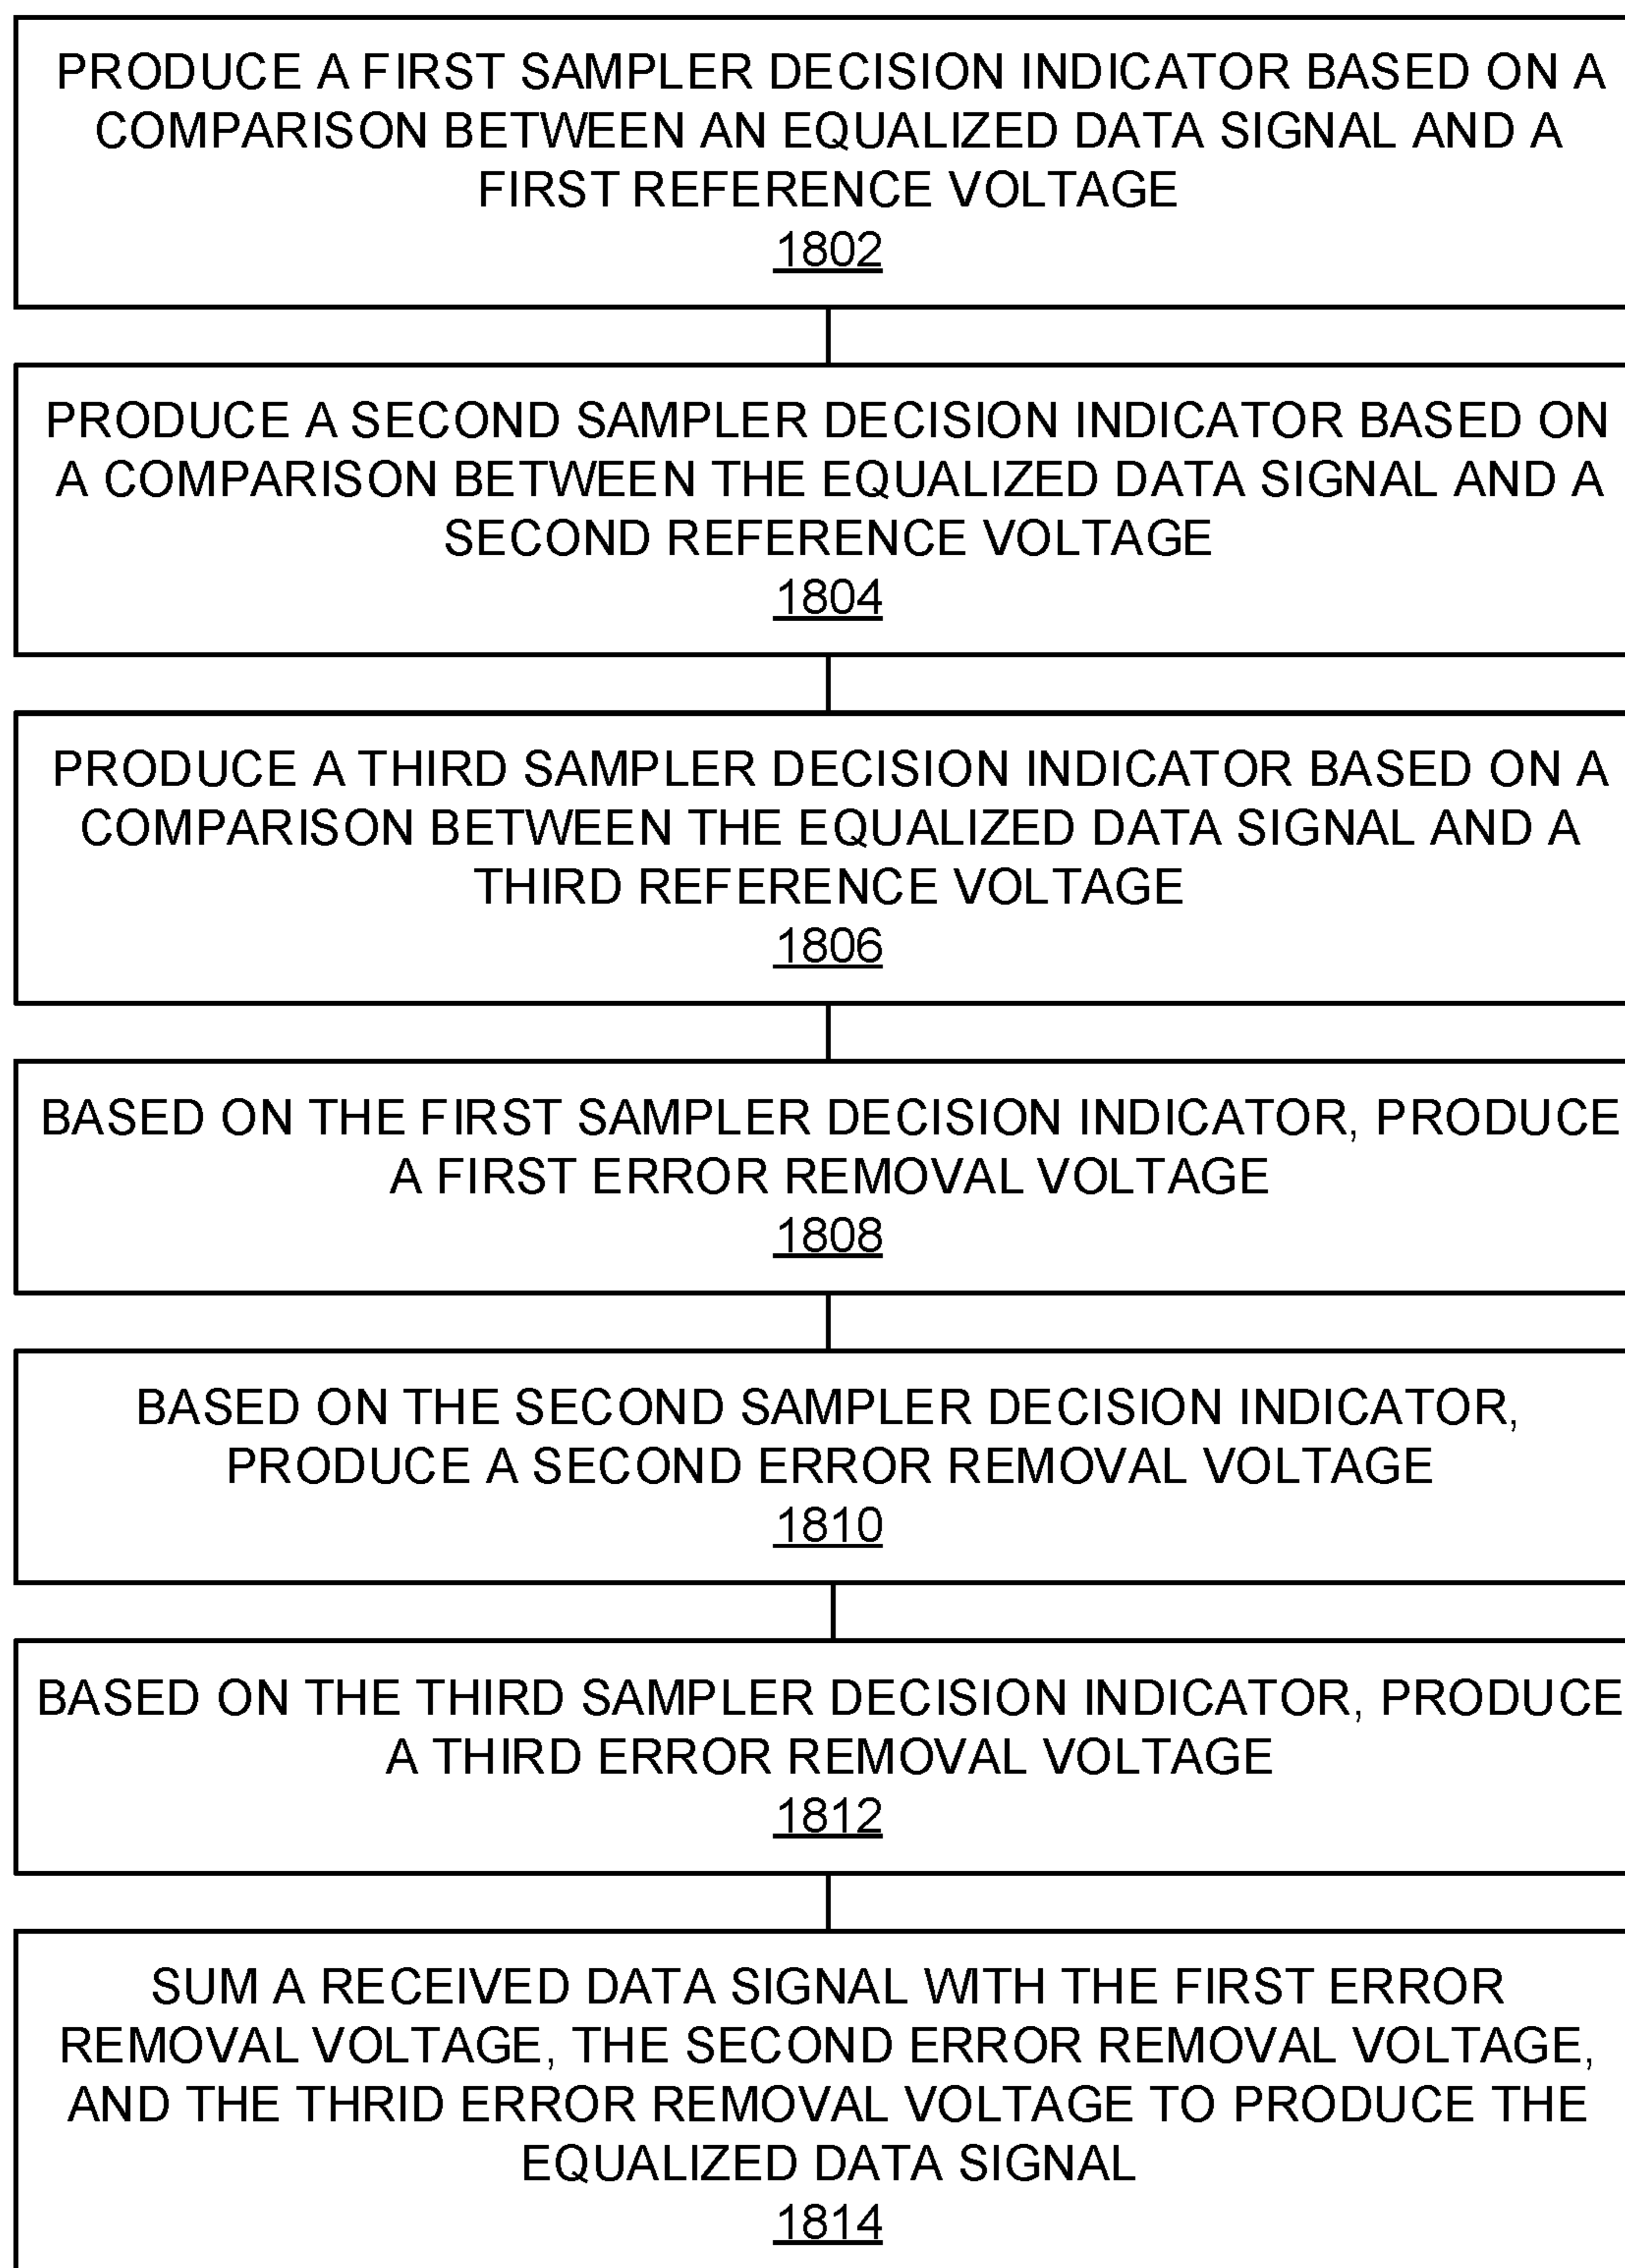 PRODUCE A FIRST SAMPLER DECISION INDICATOR BASED ON A
COMPARISON BETWEEN AN EQUALIZED DATA SIGNAL AND A
FIRST REFERENCE VOLTAGE
1802
PRODUCE A SECOND SAMPLER DECISION INDICATOR BASED ON
A COMPARISON BETWEEN THE EQUALIZED DATA SIGNAL AND A
SECOND REFERENCE VOLTAGE
1804
PRODUCE A THIRD SAMPLER DECISION INDICATOR BASED ON A
COMPARISON BETWEEN THE EQUALIZED DATA SIGNAL AND A
THIRD REFERENCE VOLTAGE
1806
BASED ON THE FIRST SAMPLER DECISION INDICATOR, PRODUCE
A FIRST ERROR REMOVAL VOLTAGE
1808
BASED ON THE SECOND SAMPLER DECISION INDICATOR,
PRODUCE A SECOND ERROR REMOVAL VOLTAGE
1810
BASED ON THE THIRD SAMPLER DECISION INDICATOR, PRODUCE
A THIRD ERROR REMOVAL VOLTAGE
1812
SUM A RECEIVED DATA SIGNAL WITH THE FIRST ERROR
REMOVAL VOLTAGE, THE SECOND ERROR REMOVAL VOLTAGE,
AND THE THRID ERROR REMOVAL VOLTAGE TO PRODUCE THE
EQUALIZED DATA SIGNAL
1814